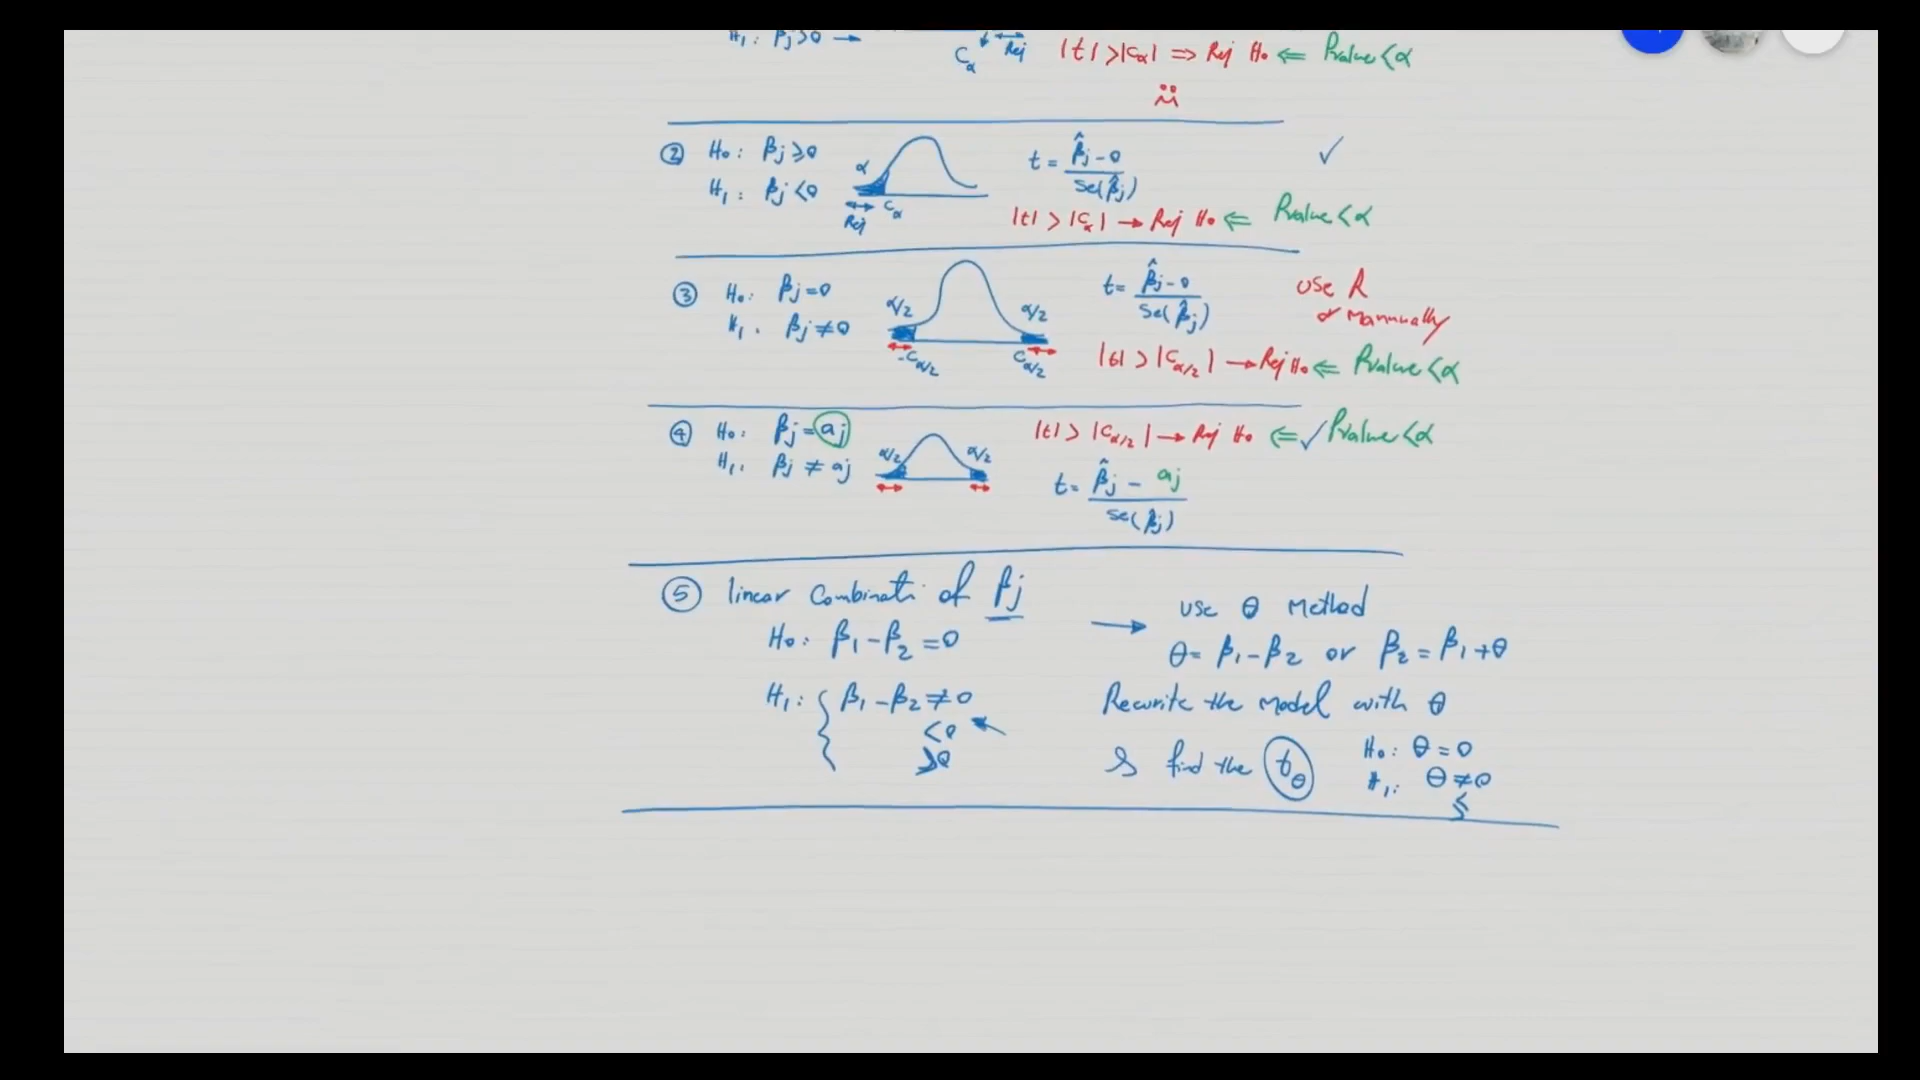 H₁: βj>0 →
Cα Rej |t| > |Cα| ⇒ Rej H₀ ⇐ Pvalue < α
② H₀: βj ≥ 0
H₁: βj < 0
α
Cα
Rej
t = β̂j - 0 / se(β̂j) ✓
|t| > |Cα| → Rej H₀ ⇐ Pvalue < α
③ H₀: βj = 0
H₁: βj ≠ 0
α/2 α/2
-Cα/2 Cα/2
t = β̂j - 0 / se(β̂j)
use R
or Mannually
|t| > |Cα/2| → Rej H₀ ⇐ Pvalue < α
④ H₀: βj = aj
H₁: βj ≠ aj
α/2 α/2
|t| > |Cα/2| → Rej H₀ ⇐ ✓ Pvalue < α
t = β̂j - aj / se(β̂j)
⑤ linear Combinati of βj
H₀: β₁ - β₂ = 0
H₁: { β₁ - β₂ ≠ 0
< 0
> 0
→ use θ Method
θ = β₁ - β₂ or β₂ = β₁ + θ
Rewrite the Model with θ
& find the tθ
H₀: θ = 0
H₁: θ ≠ 0